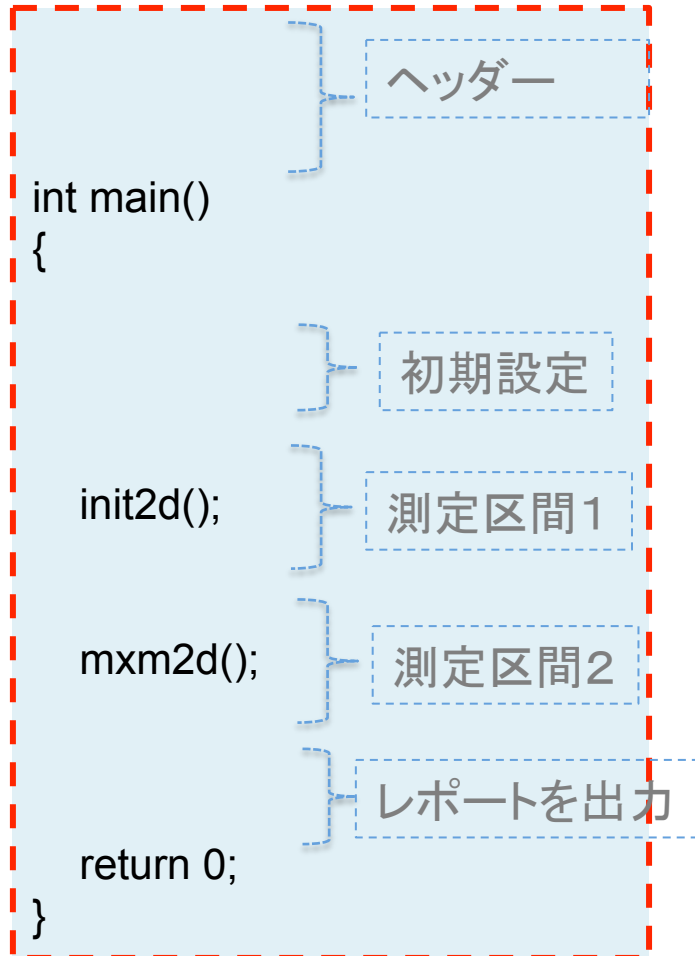 ヘッダー
int main()
{
初期設定
init2d();
測定区間1
mxm2d();
測定区間2
レポートを出力
return 0;
}